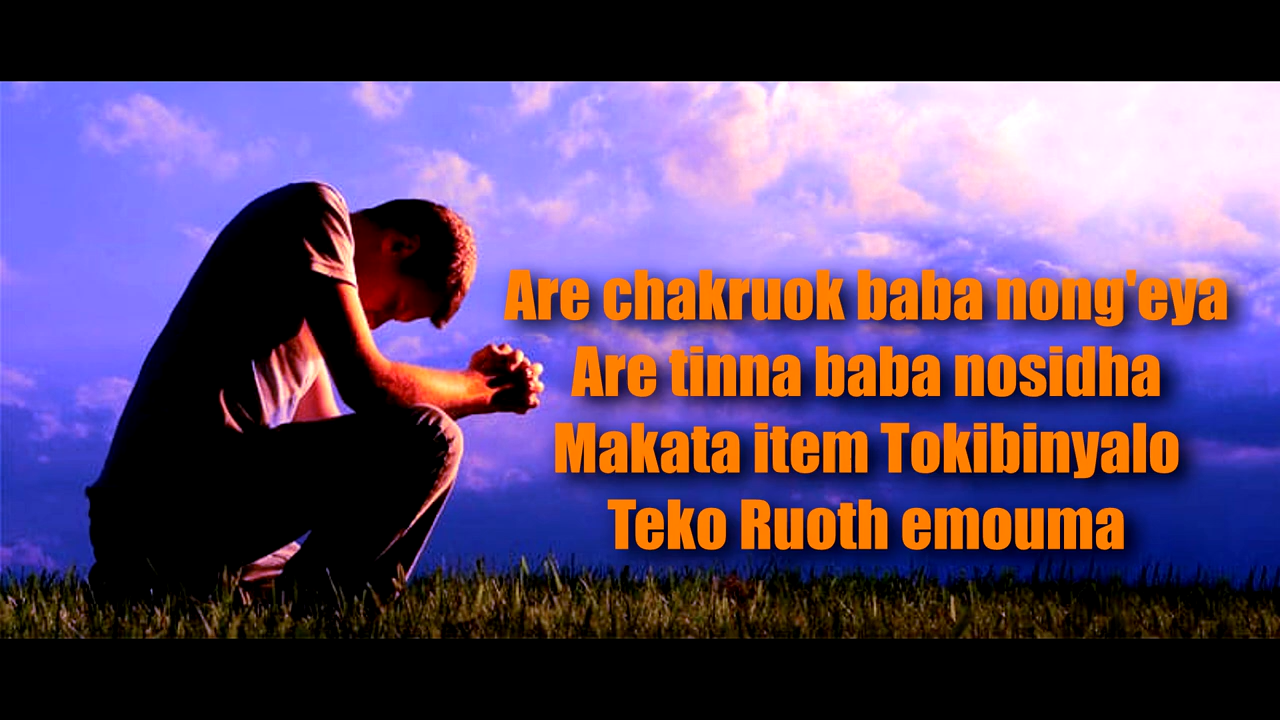 Are chakruok baba nong'eya
Are tinna baba nosidha
Makata item Tokibinyalo
Teko Ruoth emouma